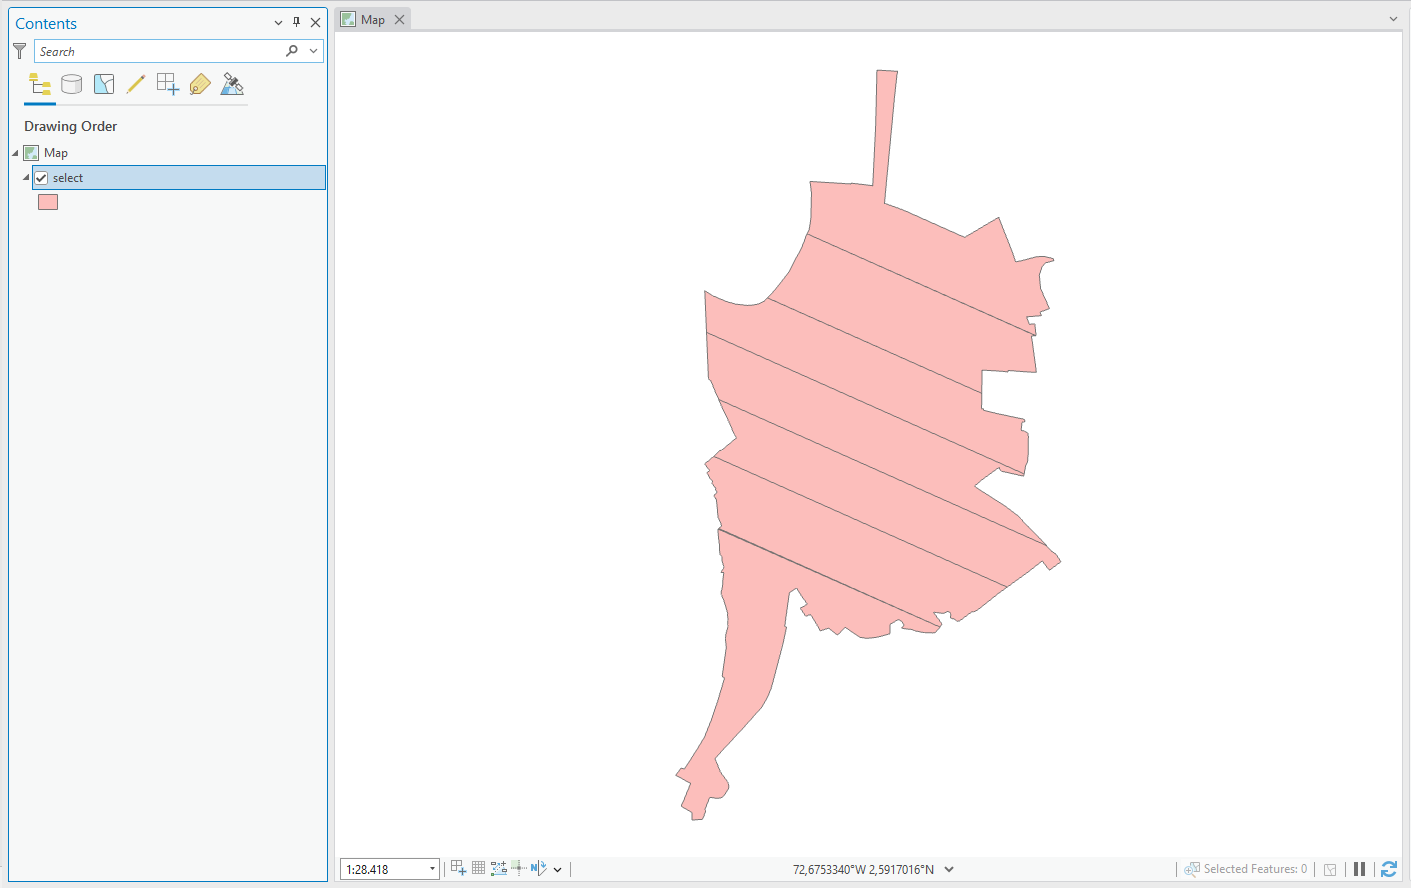 Contents
Map
Search
Drawing Order
Map
select
1:28.418
N
72,6753340°W 2,5917016°N
Selected Features: 0